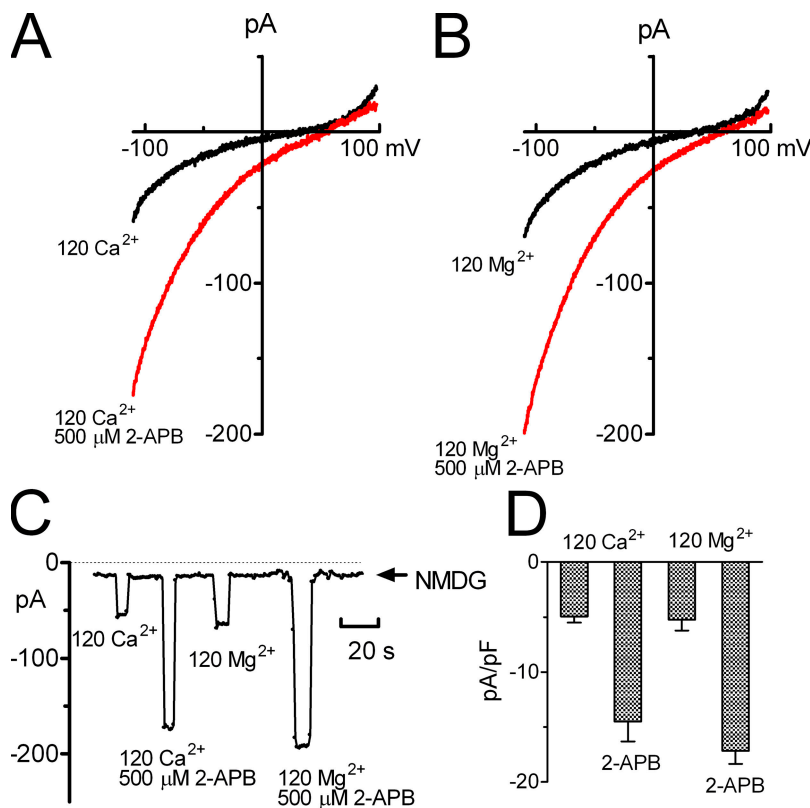 A
pA
-100
100 mV
120 Ca²⁺
-100
120 Ca²⁺
500 µM 2-APB
-200
B
pA
-100
100 mV
120 Mg²⁺
-100
120 Mg²⁺
500 µM 2-APB
-200
C
0
pA
-100
-200
NMDG
120 Ca²⁺
120 Mg²⁺
20 s
120 Ca²⁺
500 µM 2-APB
120 Mg²⁺
500 µM 2-APB
D
120 Ca²⁺
120 Mg²⁺
0
-10
-20
pA/pF
2-APB
2-APB